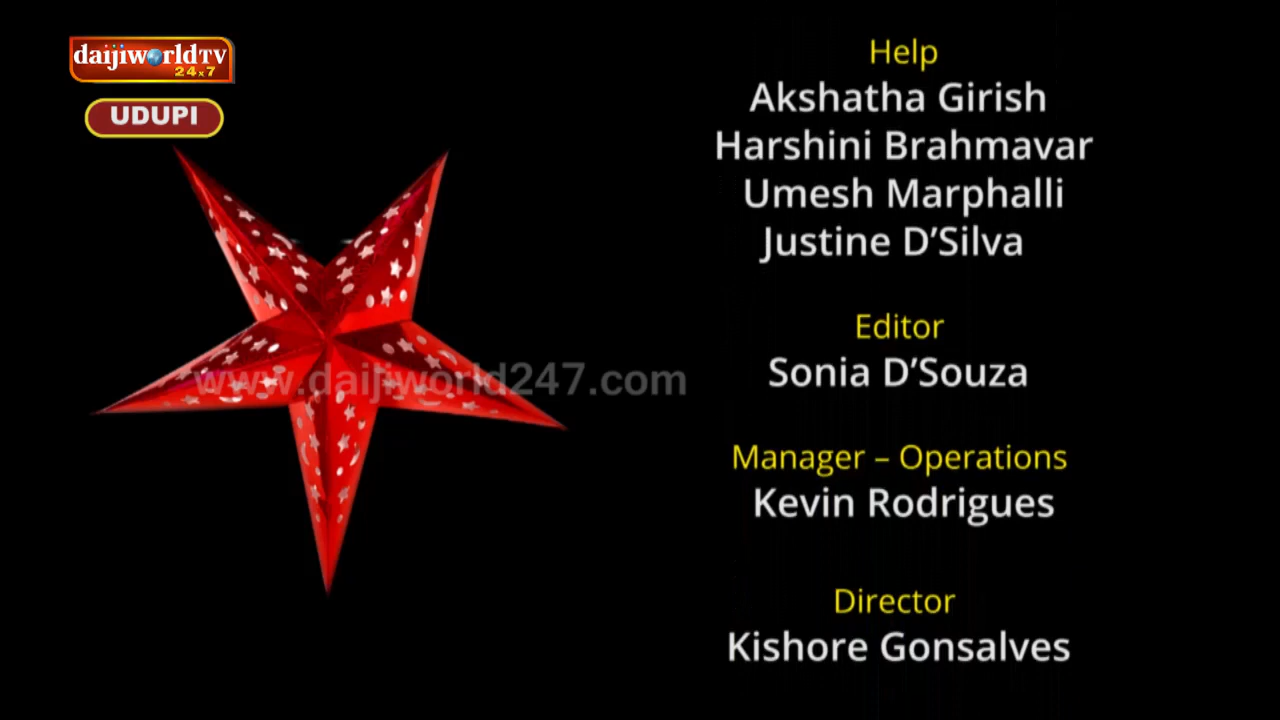 daijiworldTV
24x7
UDUPI
www.daijiworld247.com
Help
Akshatha Girish
Harshini Brahmavar
Umesh Marphalli
Justine D’Silva
Editor
Sonia D’Souza
Manager – Operations
Kevin Rodrigues
Director
Kishore Gonsalves